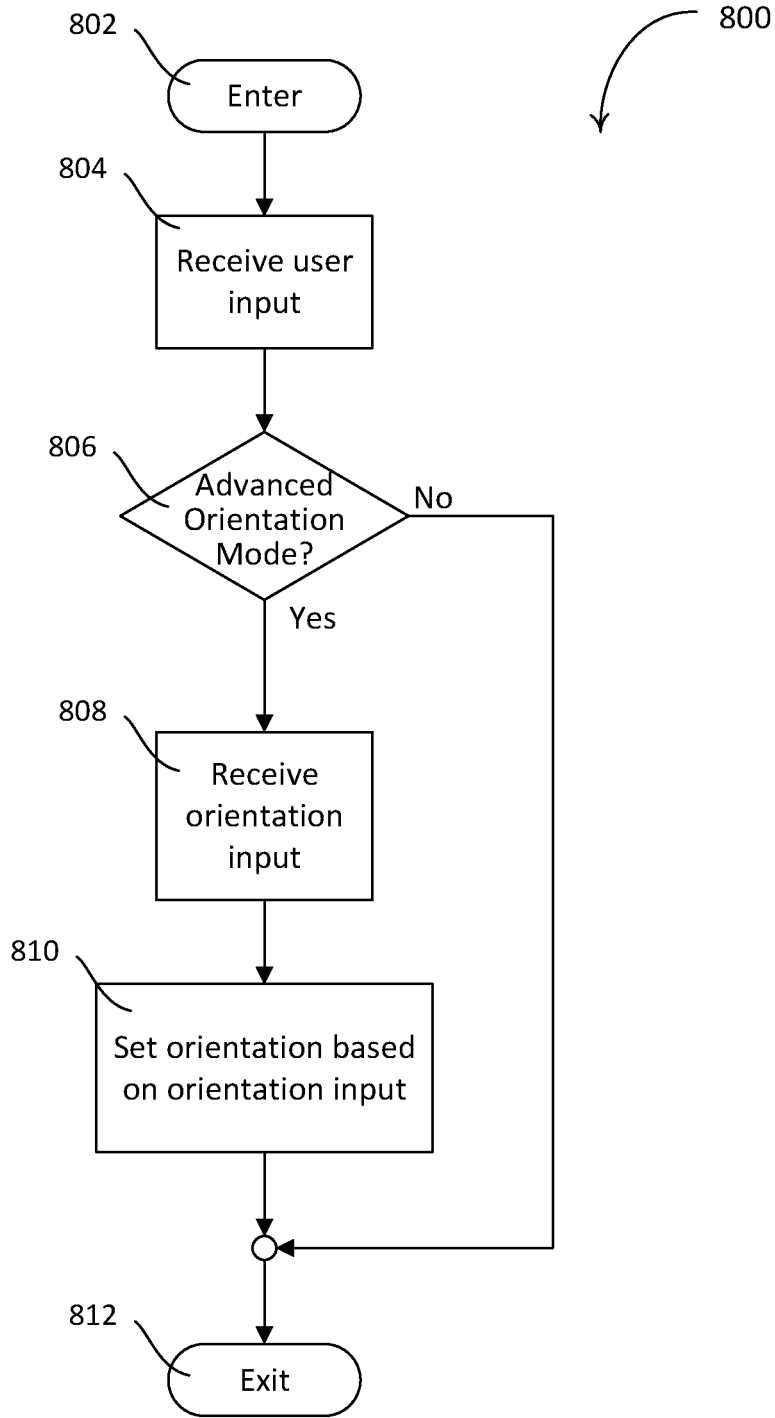 800
802
Enter
804
Receive user
input
806
Advanced
Orientation
Mode?
No
Yes
808
Receive
orientation
input
810
Set orientation based
on orientation input
812
Exit